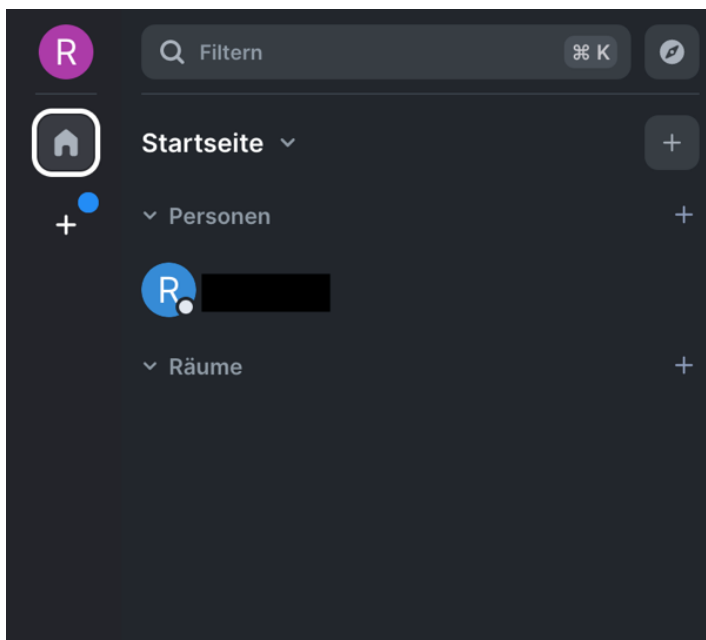 R
Filtern
⌘ K
Startseite
Personen
R
Räume